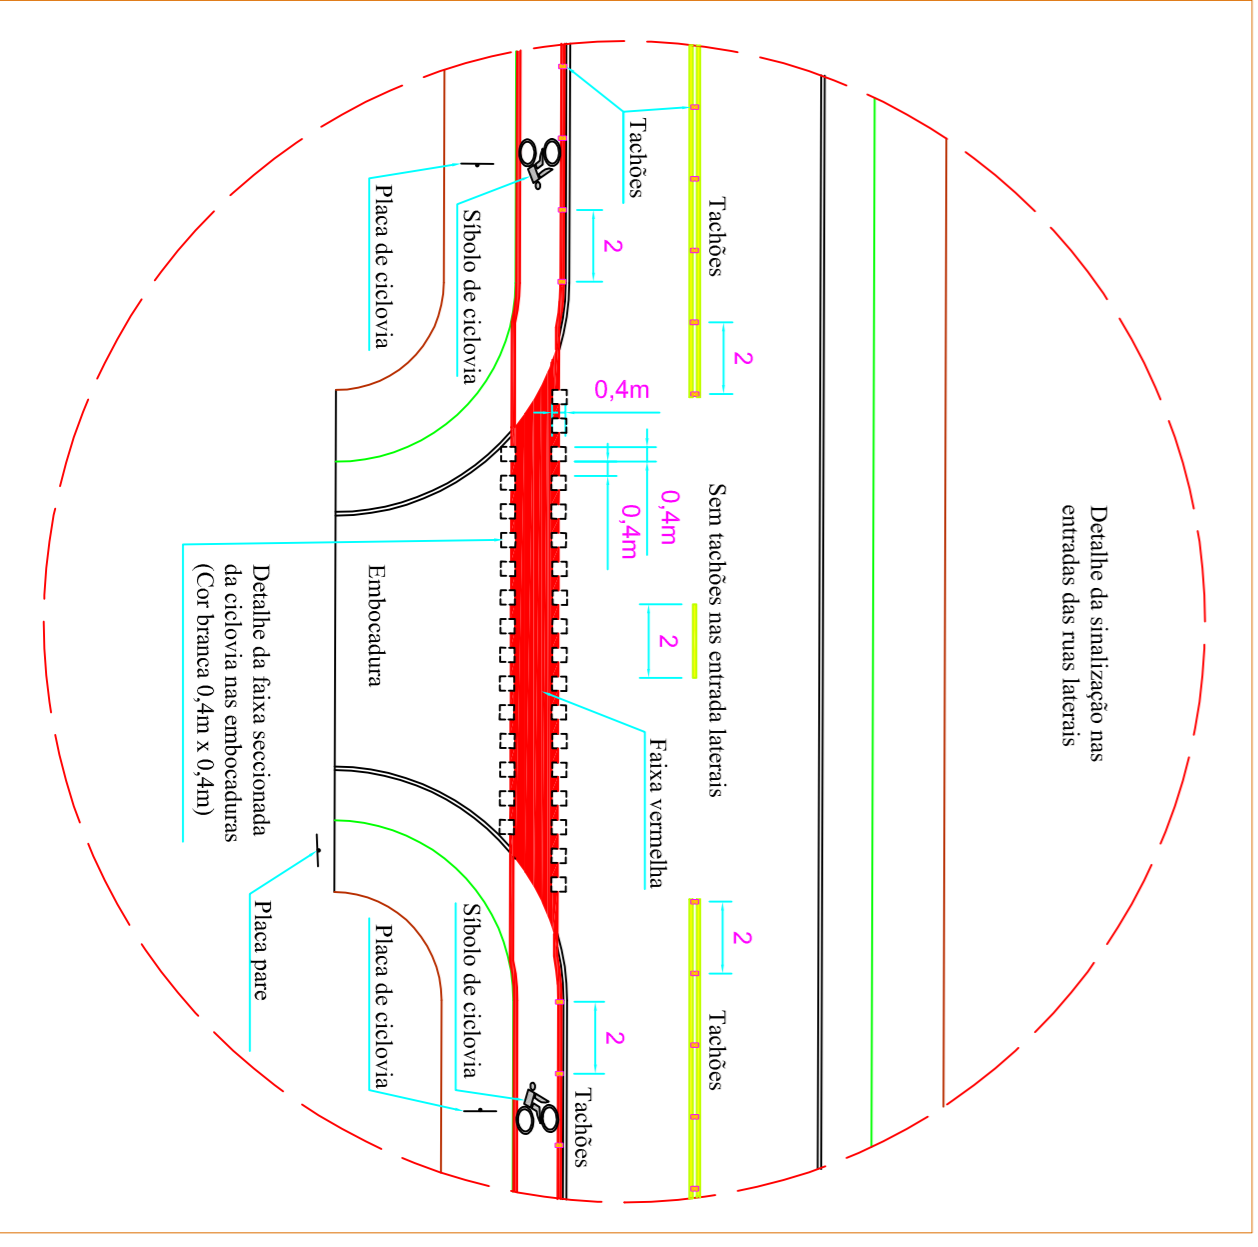 Detalhe da sinalização nas
entradas das ruas laterais
2
2
Tachões
Sem tachões nas entrada laterais
Tachões
2
0,4m
Faixa vermelha
Tachões
0,4m
0,4m
2
2
Tachões
Síbolo de ciclovia
Síbolo de ciclovia
Placa de ciclovia
Embocadura
Placa de ciclovia
Detalhe da faixa seccionada
da ciclovia nas embocaduras
(Cor branca 0,4m x 0,4m)
Placa pare